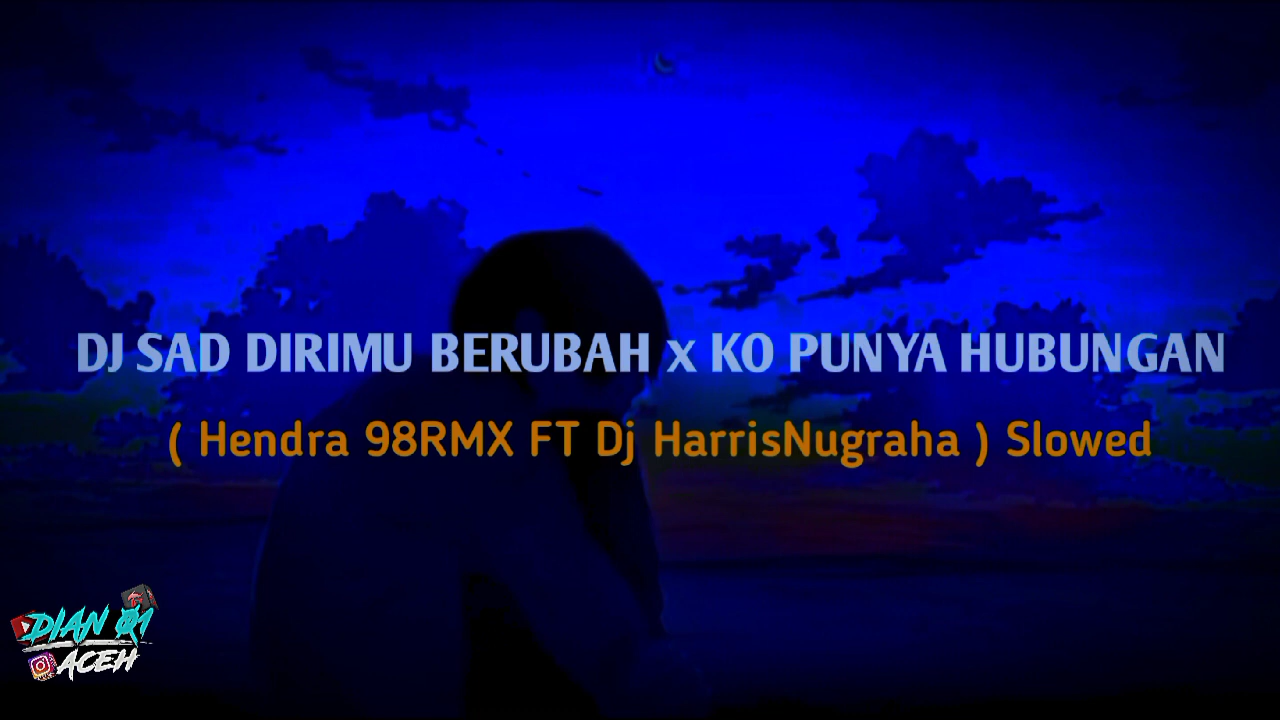 DJ SAD DIRIMU BERUBAH x KO PUNYA HUBUNGAN
( Hendra 98RMX FT Dj HarrisNugraha ) Slowed
DIAN 01
ACEH